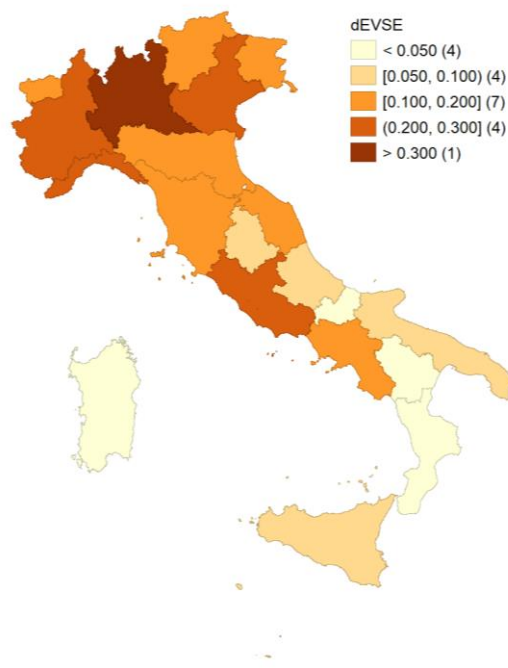 dEVSE
< 0.050 (4)
[0.050, 0.100) (4)
[0.100, 0.200] (7)
(0.200, 0.300] (4)
> 0.300 (1)